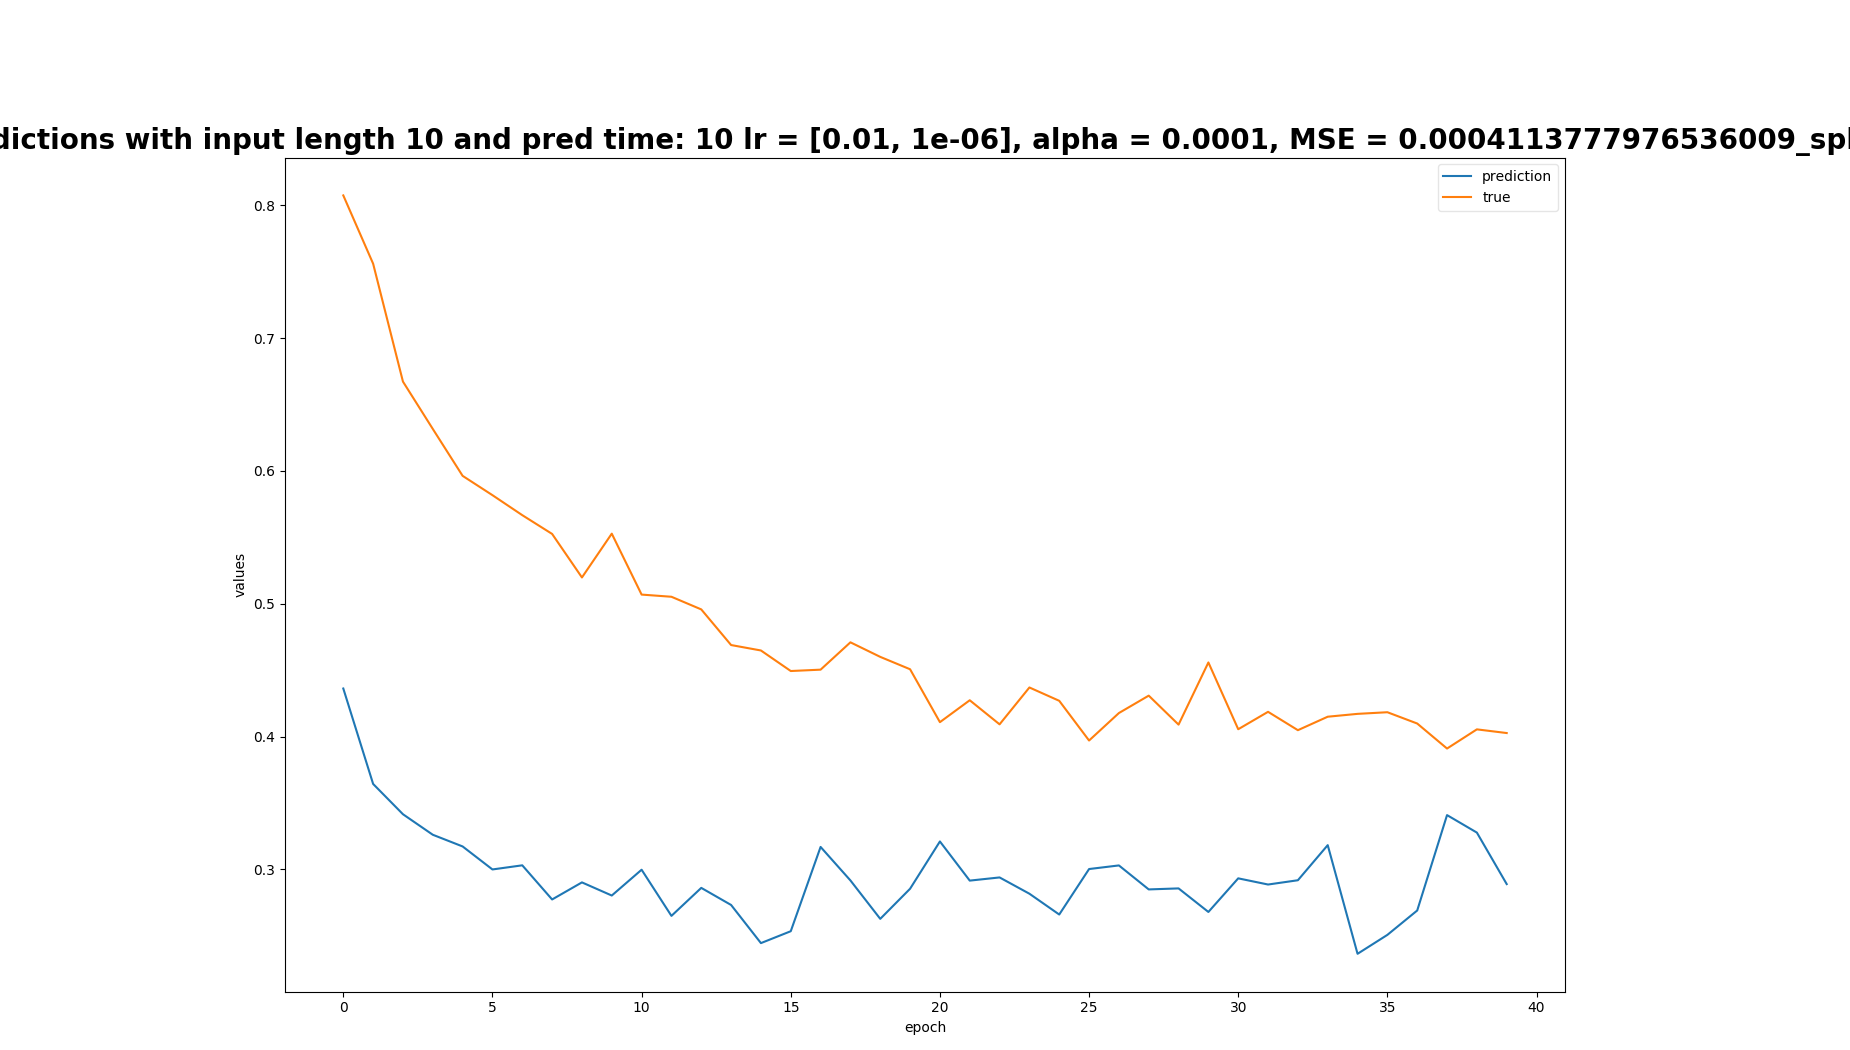 dictions with input length 10 and pred time: 10 lr = [0.01, 1e-06], alpha = 0.0001, MSE = 0.0004113777976536009_spl
prediction
true
0.8
0.7
0.6
0.5
0.4
0.3
values
0 5 10 15 20 25 30 35 40
epoch